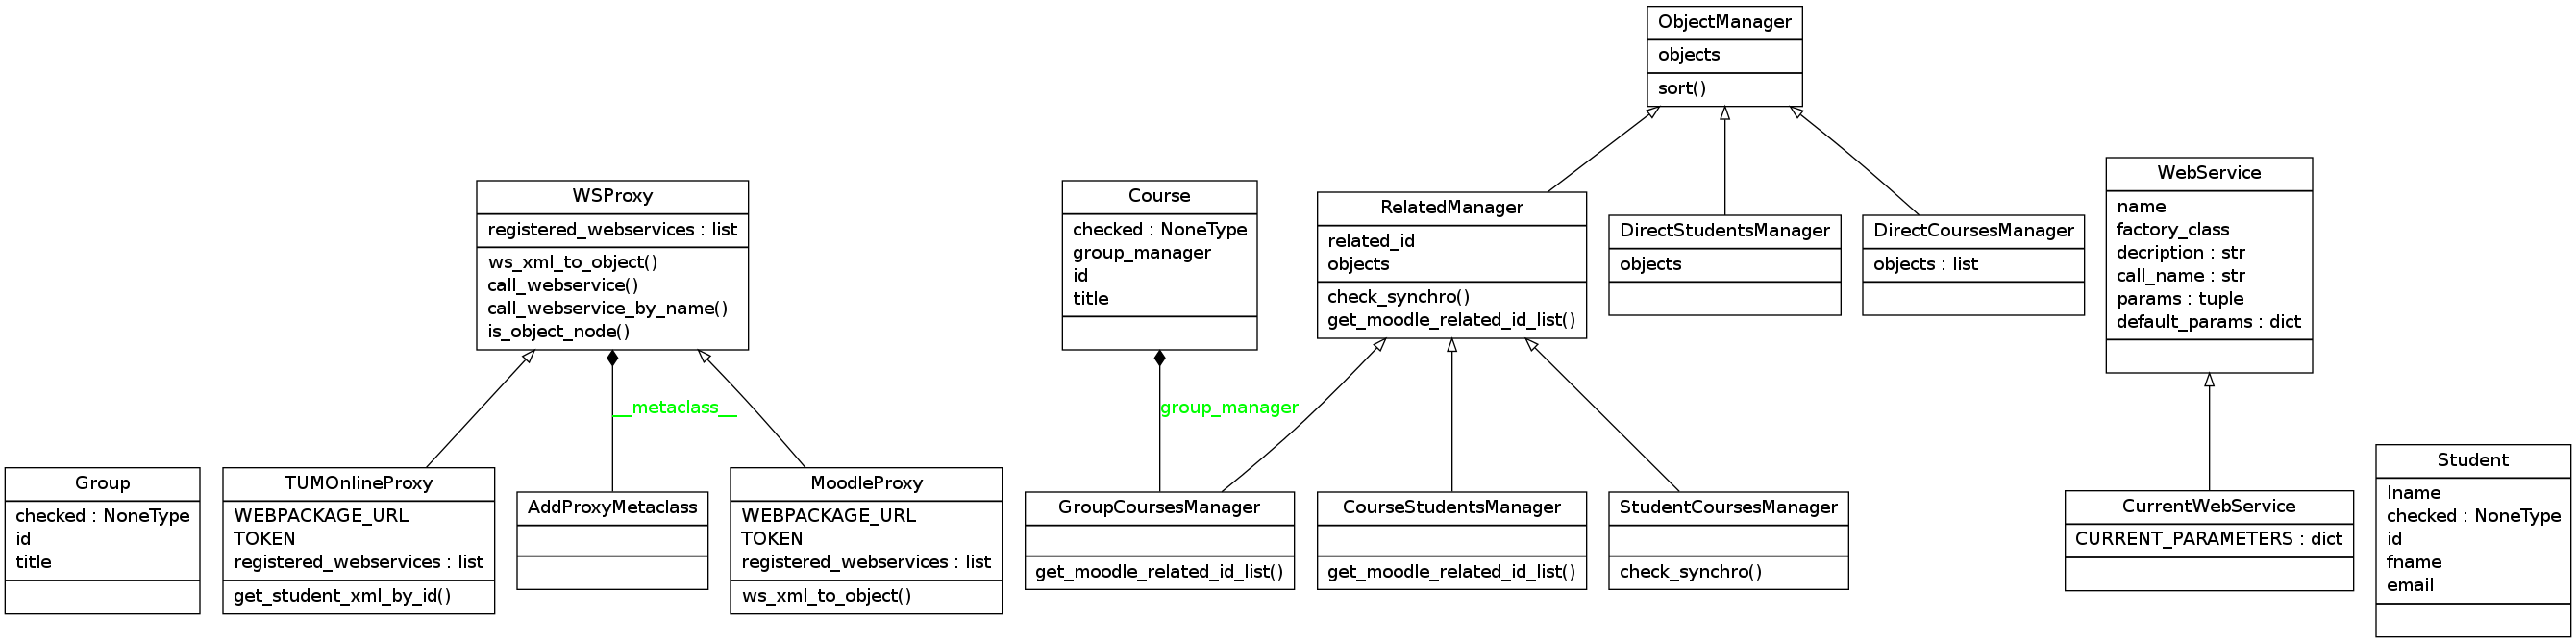 ObjectManager
objects
sort()
WebService
name
factory_class
decription : str
call_name : str
params : tuple
default_params : dict
WSProxy
registered_webservices : list
ws_xml_to_object()
call_webservice()
call_webservice_by_name()
is_object_node()
Course
checked : NoneType
group_manager
id
title
RelatedManager
related_id
objects
check_synchro()
get_moodle_related_id_list()
DirectStudentsManager
objects
DirectCoursesManager
objects : list
__metaclass__
group_manager
Group
checked : NoneType
id
title
TUMOnlineProxy
WEBPACKAGE_URL
TOKEN
registered_webservices : list
get_student_xml_by_id()
AddProxyMetaclass
MoodleProxy
WEBPACKAGE_URL
TOKEN
registered_webservices : list
ws_xml_to_object()
GroupCoursesManager
get_moodle_related_id_list()
CourseStudentsManager
get_moodle_related_id_list()
StudentCoursesManager
check_synchro()
CurrentWebService
CURRENT_PARAMETERS : dict
Student
lname
checked : NoneType
id
fname
email